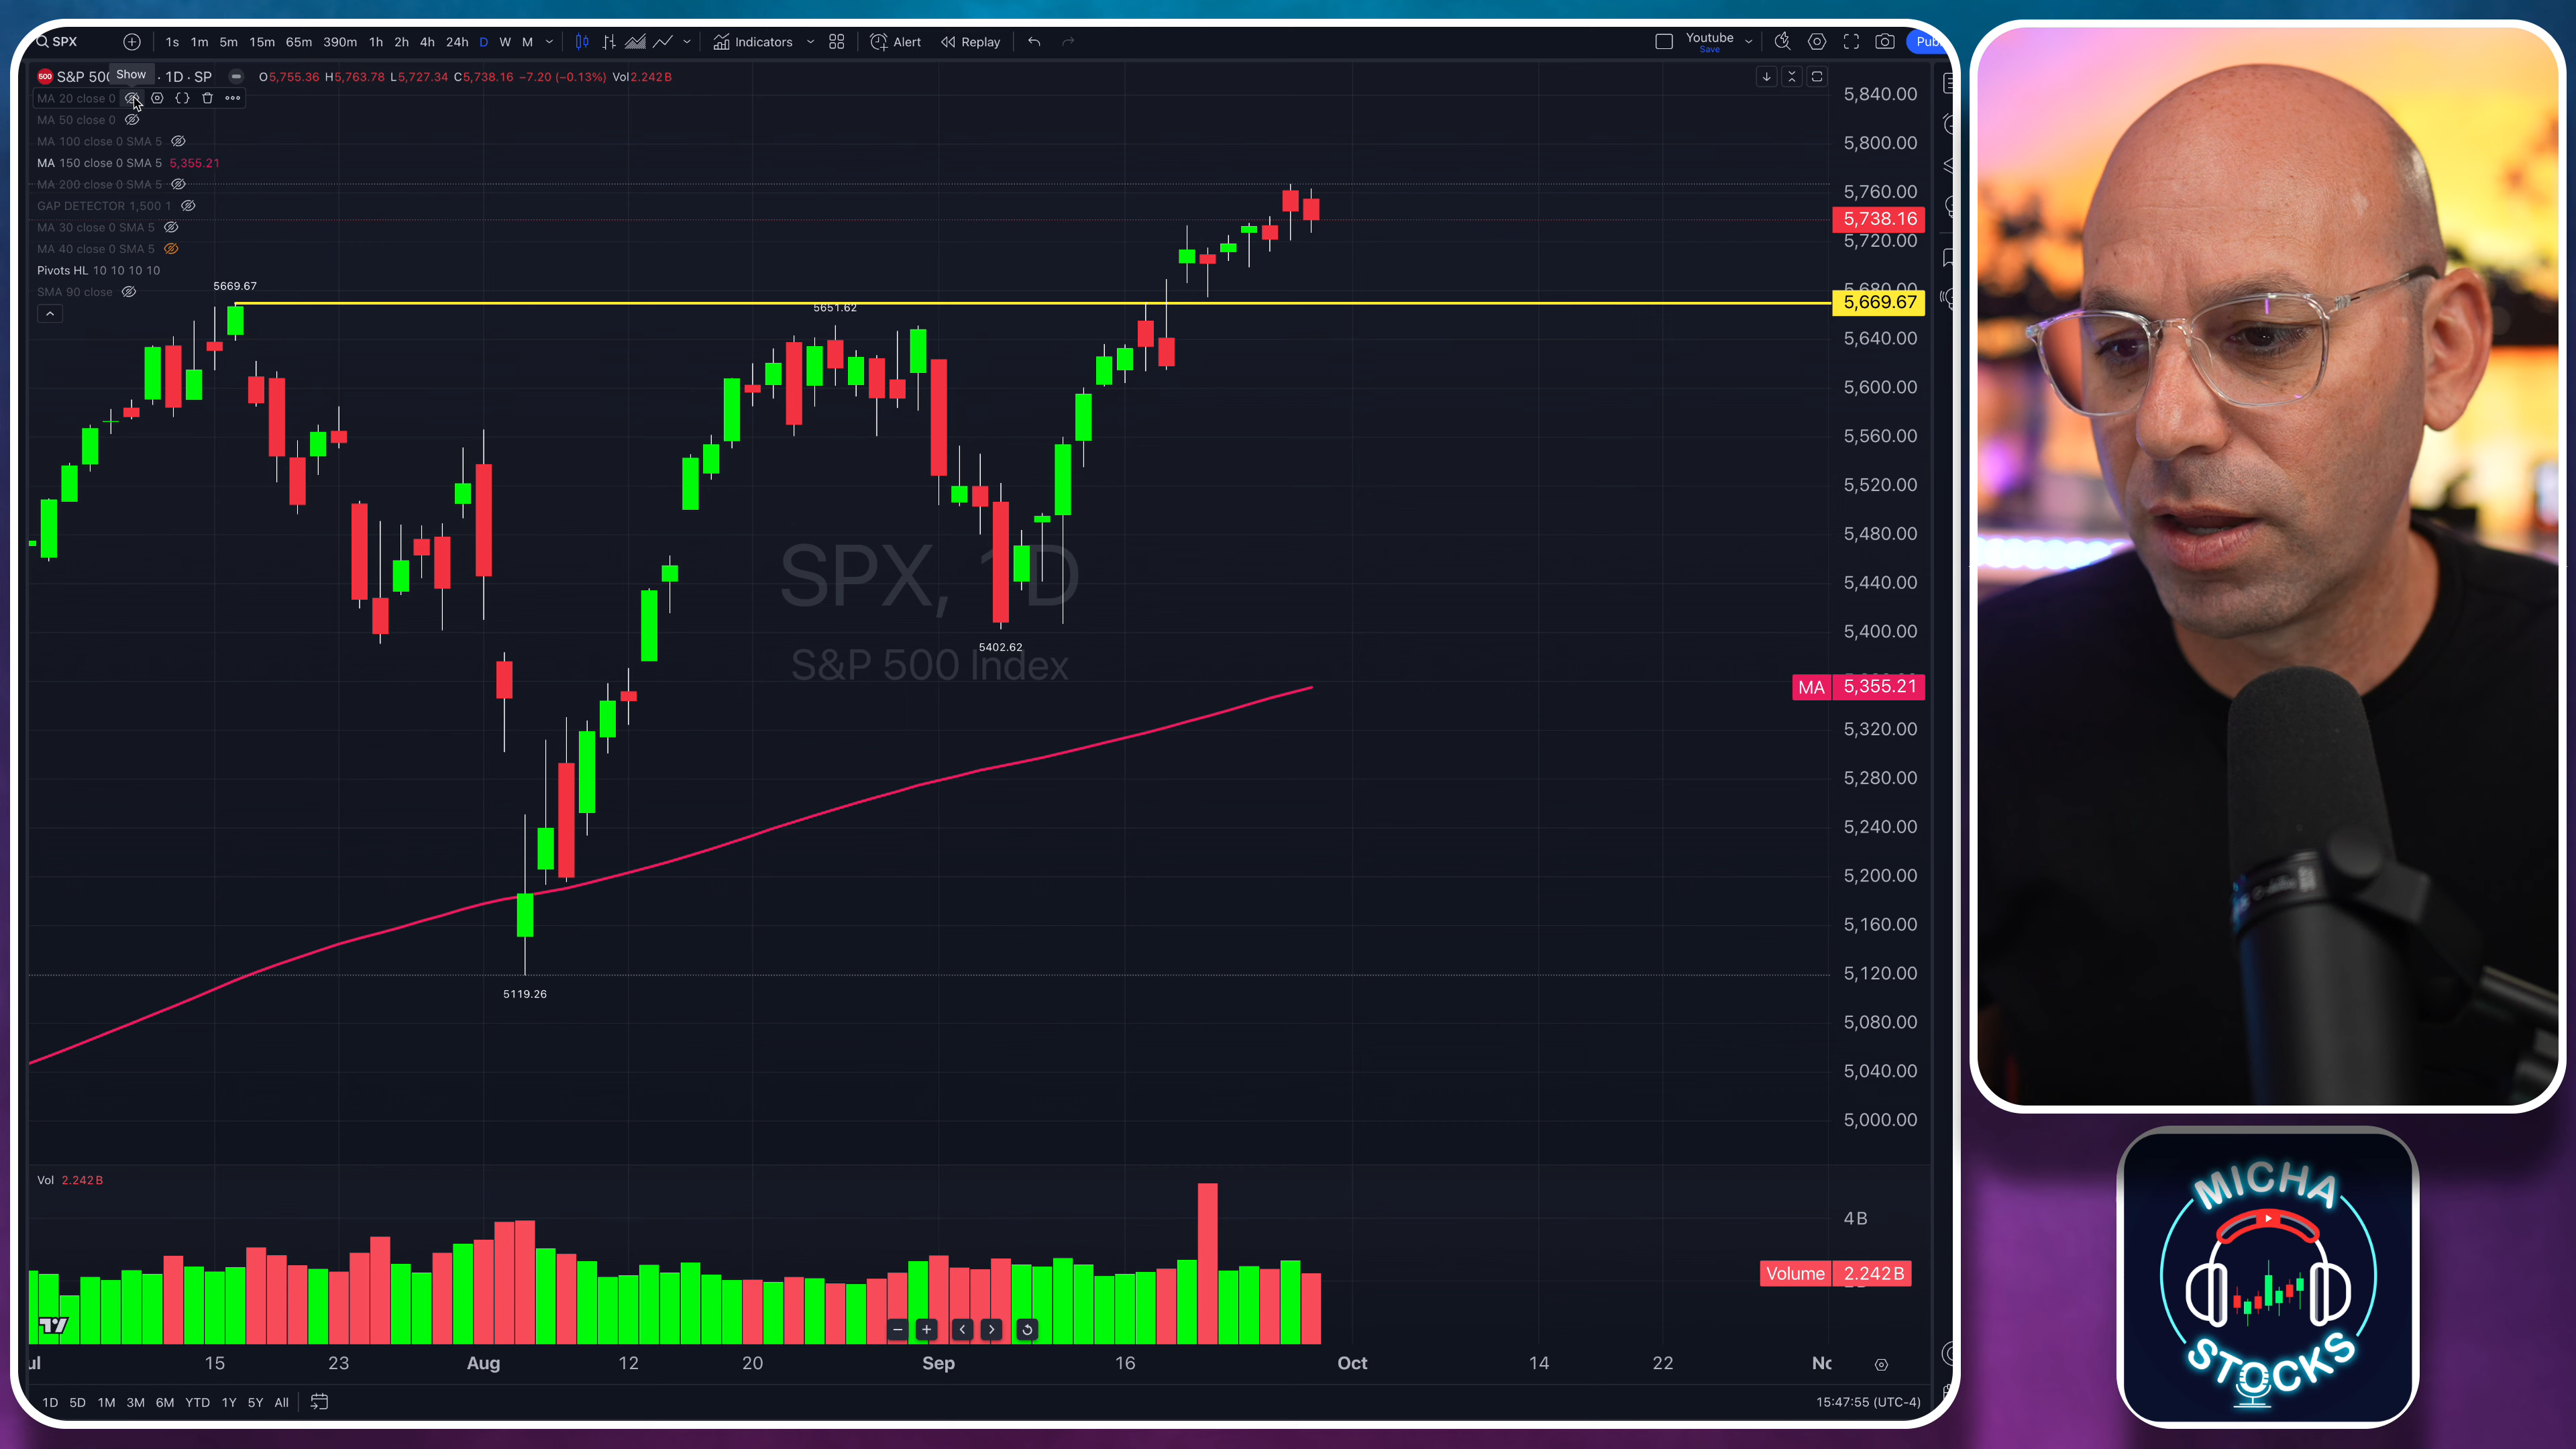 SPX 1s 1m 5m 15m 65m 390m 1h 2h 4h 24h D W M Indicators Alert Replay Youtube
Save
S&P 500 Show · 1D · SP O5,755.36 H5,763.78 L5,727.34 C5,738.16 −7.20 (−0.13%) Vol2.242B
MA 20 close 0
MA 50 close 0
MA 100 close 0 SMA 5
MA 150 close 0 SMA 5 5,355.21
MA 200 close 0 SMA 5
GAP DETECTOR 1,500 1
MA 30 close 0 SMA 5
MA 40 close 0 SMA 5
Pivots HL 10 10 10 10
SMA 90 close
5669.67
5651.62
5402.62
5119.26
SPX, 1D
S&P 500 Index
5,840.00
5,800.00
5,760.00
5,738.16
5,720.00
5,680.00
5,669.67
5,640.00
5,600.00
5,560.00
5,520.00
5,480.00
5,440.00
5,400.00
MA 5,355.21
5,320.00
5,280.00
5,240.00
5,200.00
5,160.00
5,120.00
5,080.00
5,040.00
5,000.00
Vol 2.242B
4B
Volume 2.242B
15 23 Aug 12 20 Sep 16 Oct 14 22
1D 5D 1M 3M 6M YTD 1Y 5Y All
15:47:55 (UTC-4)
MICHA
STOCKS